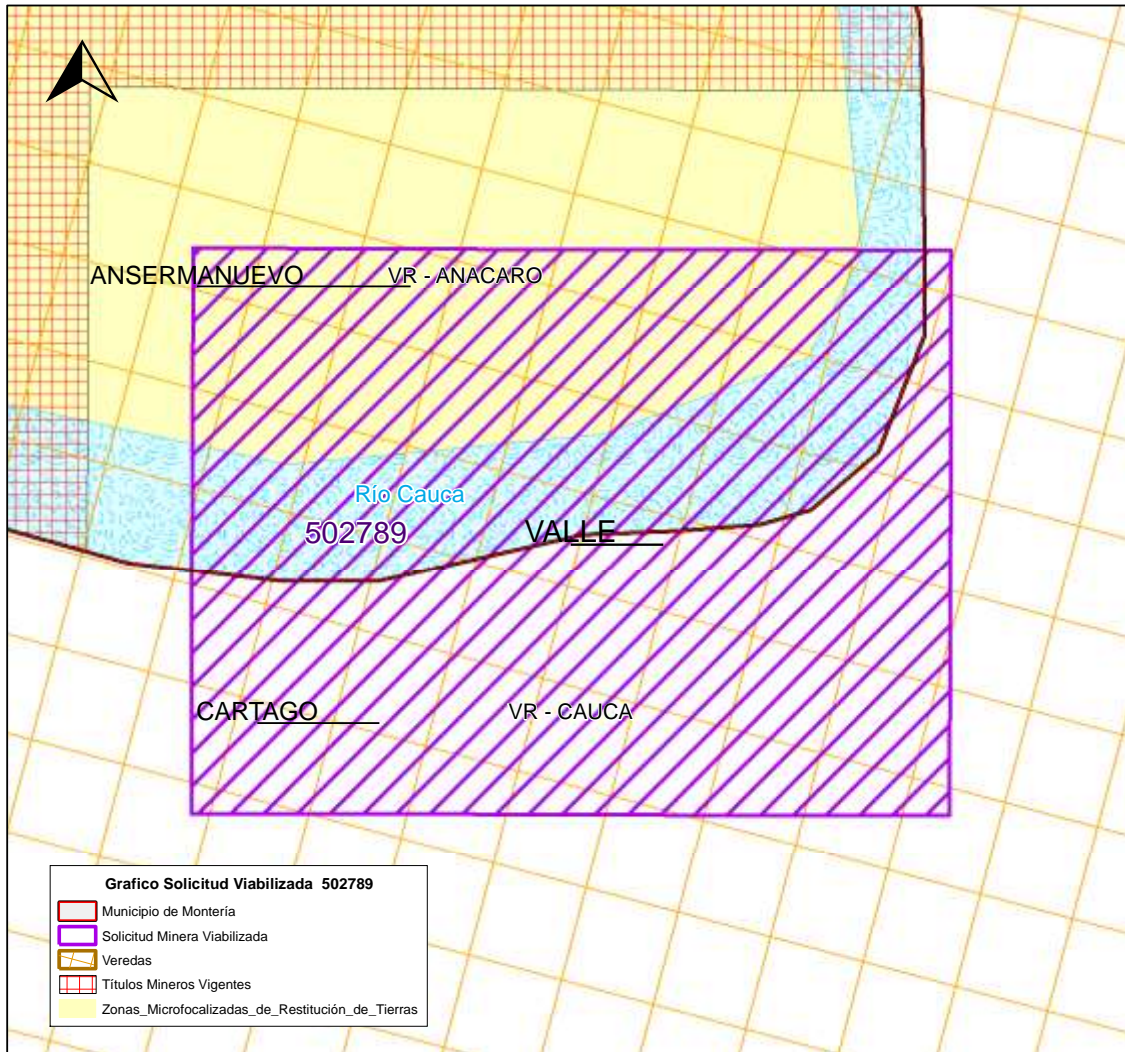 ANSERMANUEVO VR - ANACARO
Río Cauca
502789 VALLE
CARTAGO VR - CAUCA
Grafico Solicitud Viabilizada 502789
Municipio de Montería
Solicitud Minera Viabilizada
Veredas
Títulos Mineros Vigentes
Zonas_Microfocalizadas_de_Restitución_de_Tierras